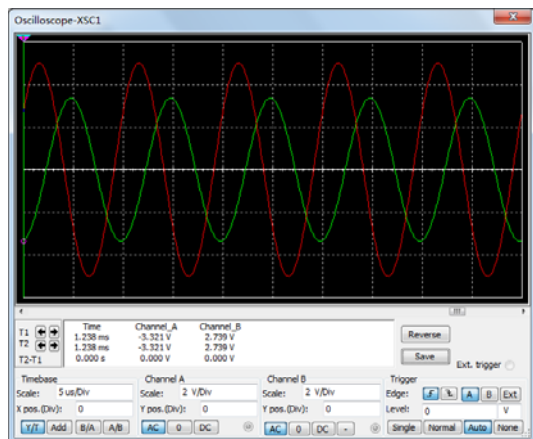 Oscilloscope-XSC1
Time Channel_A Channel_B
T1 1.238 ms -3.321 V 2.739 V
T2 1.238 ms -3.321 V 2.739 V
T2-T1 0.000 s 0.000 V 0.000 V
Reverse
Save
Ext. trigger
Timebase Channel A Channel B Trigger
Scale: 5 us/Div Scale: 2 V/Div Scale: 2 V/Div Edge: A B Ext
X pos.(Div): 0 Y pos.(Div): 0 Y pos.(Div): 0 Level: 0 V
Y/T Add B/A A/B AC 0 DC AC 0 DC - Single Normal Auto None